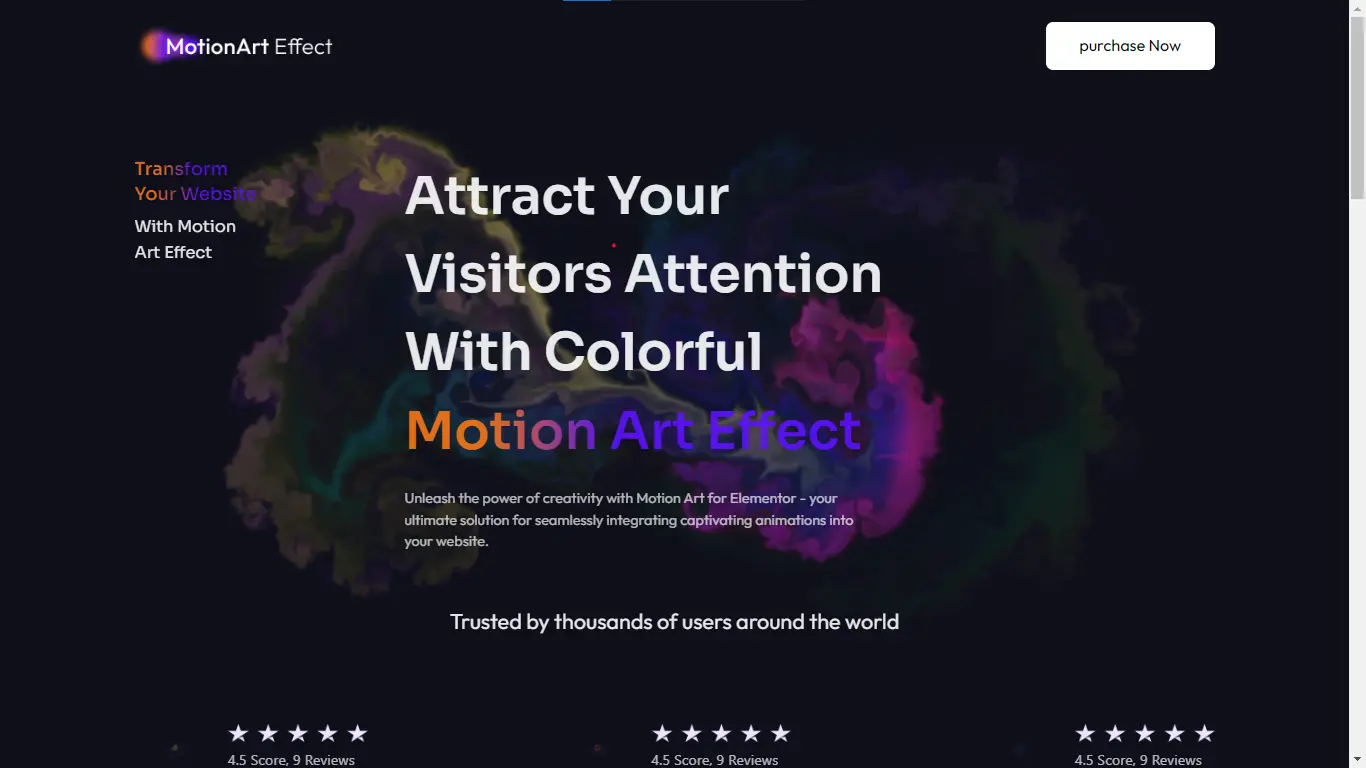 MotionArt Effect
purchase Now
Transform
Your Website
With Motion
Art Effect
Attract Your
Visitors Attention
With Colorful
Motion Art Effect
Unleash the power of creativity with Motion Art for Elementor - your
ultimate solution for seamlessly integrating captivating animations into
your website.
Trusted by thousands of users around the world
4.5 Score, 9 Reviews
4.5 Score, 9 Reviews
4.5 Score, 9 Reviews